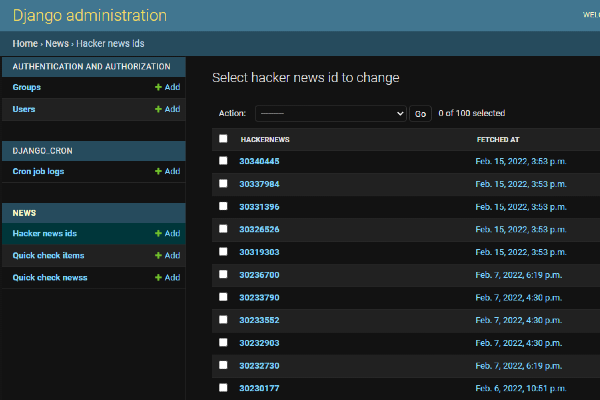 Django administration
Home › News › Hacker news ids
AUTHENTICATION AND AUTHORIZATION
Groups + Add
Users + Add
DJANGO_CRON
Cron job logs + Add
NEWS
Hacker news ids + Add
Quick check items + Add
Quick check newss + Add
Select hacker news id to change
Action: --------- Go 0 of 100 selected
HACKERNEWS FETCHED AT
30340445 Feb. 15, 2022, 3:53 p.m.
30337984 Feb. 15, 2022, 3:53 p.m.
30331396 Feb. 15, 2022, 3:53 p.m.
30326526 Feb. 15, 2022, 3:53 p.m.
30319303 Feb. 15, 2022, 3:53 p.m.
30236700 Feb. 7, 2022, 6:19 p.m.
30233790 Feb. 7, 2022, 4:30 p.m.
30233552 Feb. 7, 2022, 4:30 p.m.
30232903 Feb. 7, 2022, 4:30 p.m.
30232730 Feb. 7, 2022, 6:19 p.m.
30230177 Feb. 6, 2022, 10:51 p.m.